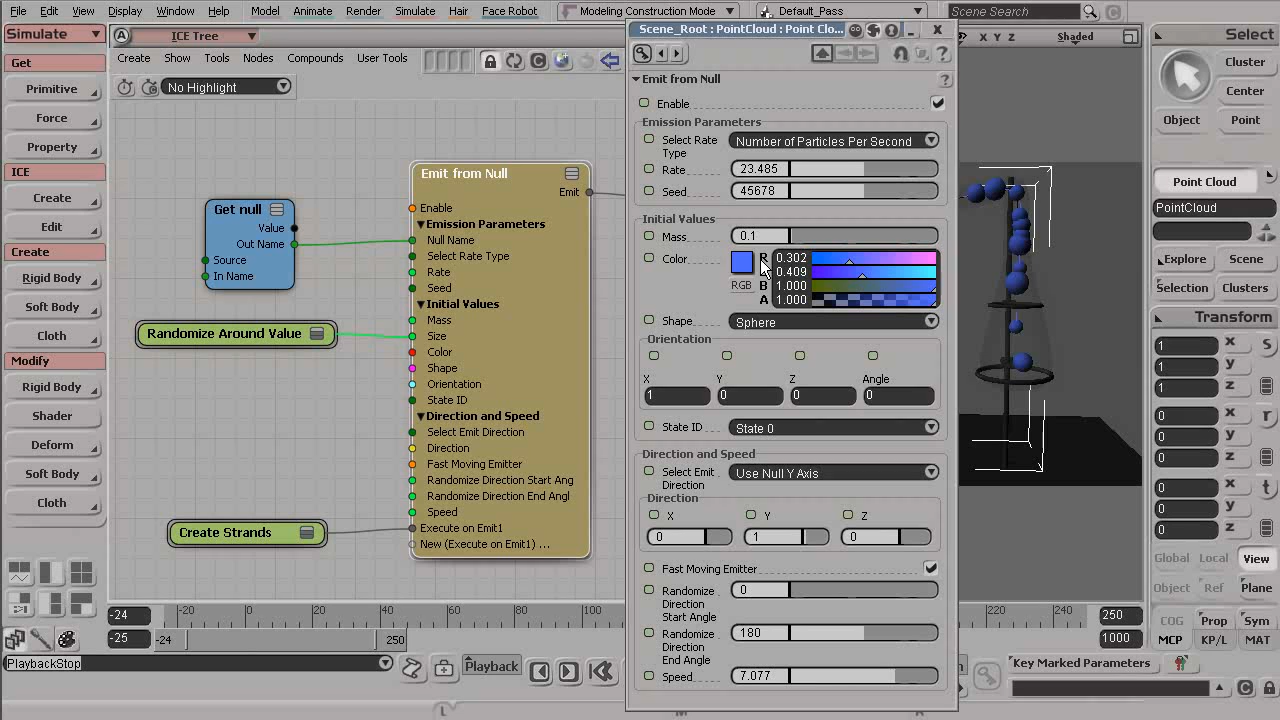 File Edit View Display Window Help Model Animate Render Simulate Hair Face Robot Modeling Construction Mode Default_Pass Scene Search
Simulate
A ICE Tree
Scene_Root : PointCloud : Point Clo...
X Y Z Shaded
Select
Get
Create Show Tools Nodes Compounds User Tools
No Highlight
Primitive
Force
Property
ICE
Create
Edit
Create
Rigid Body
Soft Body
Cloth
Modify
Rigid Body
Shader
Deform
Soft Body
Cloth
Get null
Value
Out Name
Source
In Name
Randomize Around Value
Create Strands
Emit from Null
Emit
Enable
Emission Parameters
Null Name
Select Rate Type
Rate
Seed
Initial Values
Mass
Size
Color
Shape
Orientation
State ID
Direction and Speed
Select Emit Direction
Direction
Fast Moving Emitter
Randomize Direction Start Ang
Randomize Direction End Angl
Speed
Execute on Emit1
New (Execute on Emit1) ...
Emit from Null
Enable
Emission Parameters
Select Rate Type Number of Particles Per Second
Rate 23.485
Seed 45678
Initial Values
Mass 0.1
Color R 0.302
0.409
RGB B 1.000
A 1.000
Shape Sphere
Orientation
X Y Z Angle
1 0 0 0
State ID State 0
Direction and Speed
Select Emit Direction Use Null Y Axis
Direction
X Y Z
0 1 0
Fast Moving Emitter
Randomize Direction Start Angle 0
Randomize Direction End Angle 180
Speed 7.077
Cluster
Center
Object Point
Point Cloud
PointCloud
Explore Scene
Selection Clusters
Transform
1 x s
1 y
1 z
0 x r
0 y
0 z
0 x t
0 y
0 z
Global Local View
Object Ref Plane
COG Prop Sym
MCP KP/L MAT
-24 -20 0 20 40 60 80 100 220 240 250
-25 -24 250 1000
PlaybackStop Playback
Key Marked Parameters
L M R